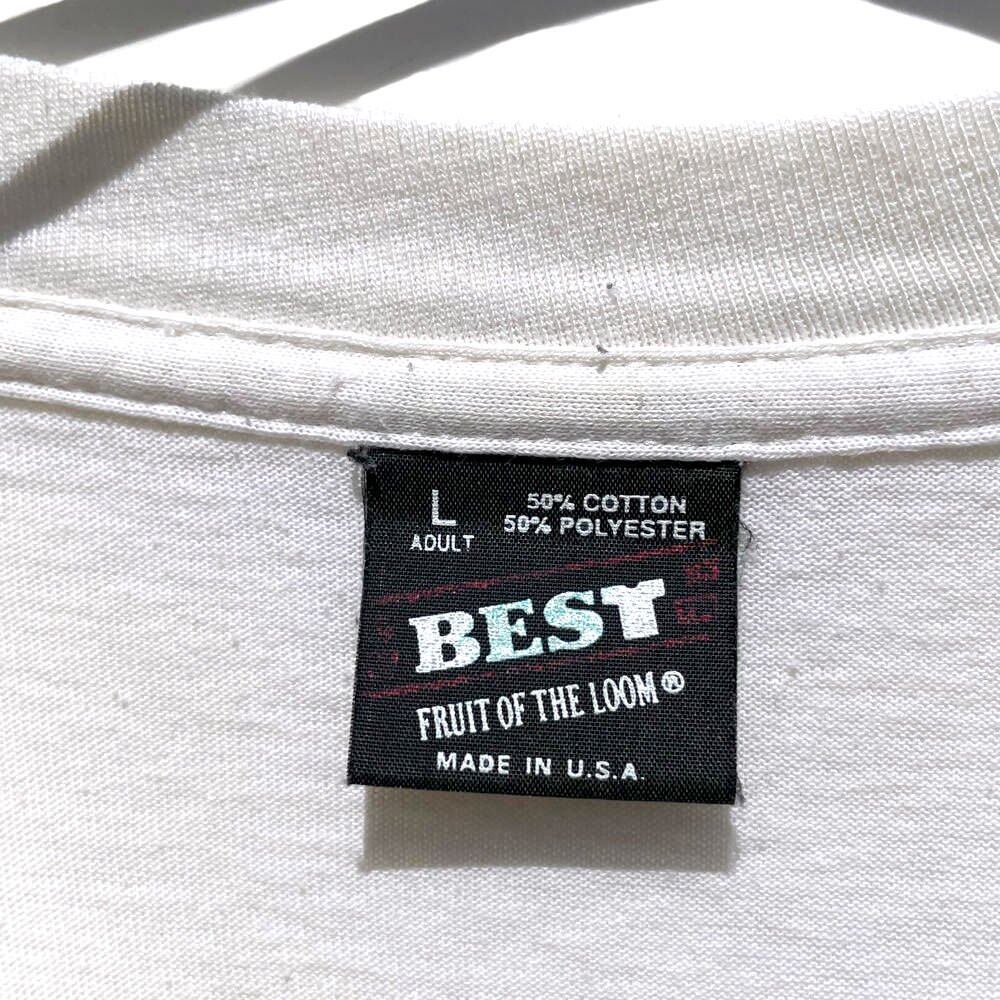 L
ADULT
50% COTTON
50% POLYESTER
BEST
FRUIT OF THE LOOM®
MADE IN U.S.A.